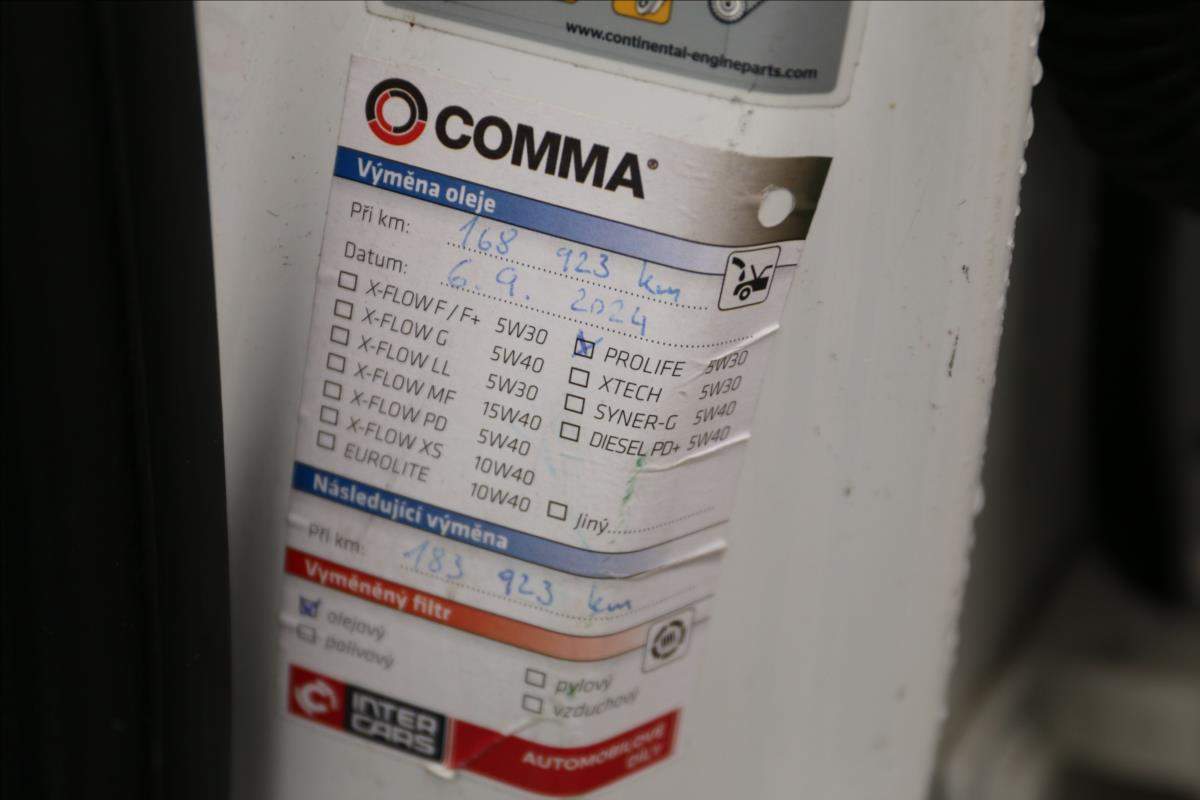 www.continental-engineparts.com
COMMA®
Výměna oleje
Při km: 168 923 km
Datum: 6. 9. 2024
X-FLOW F / F+ 5W30
X-FLOW G 5W40
X-FLOW LL 5W30
X-FLOW MF 15W40
X-FLOW PD 5W40
X-FLOW XS 10W40
EUROLITE 10W40
PROLIFE 5W30
XTECH 5W30
SYNER-G 5W40
DIESEL PD+ 5W40
Jiný
Následující výměna
Při km: 183 923 km
Vyměněný filtr
olejový
palivový
pylový
vzduchový
INTER CARS
AUTOMOBILOVÉ
DÍLY